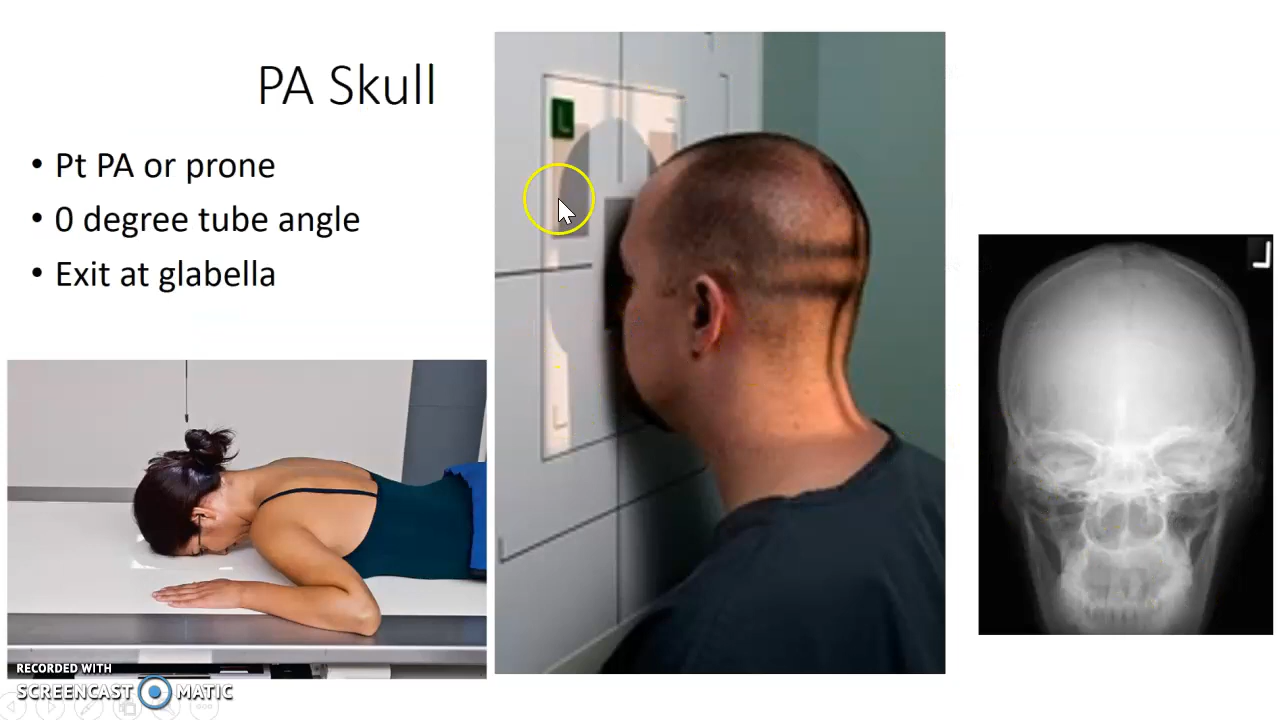 PA Skull
• Pt PA or prone
• 0 degree tube angle
• Exit at glabella
L
L
RECORDED WITH
SCREENCAST MATIC